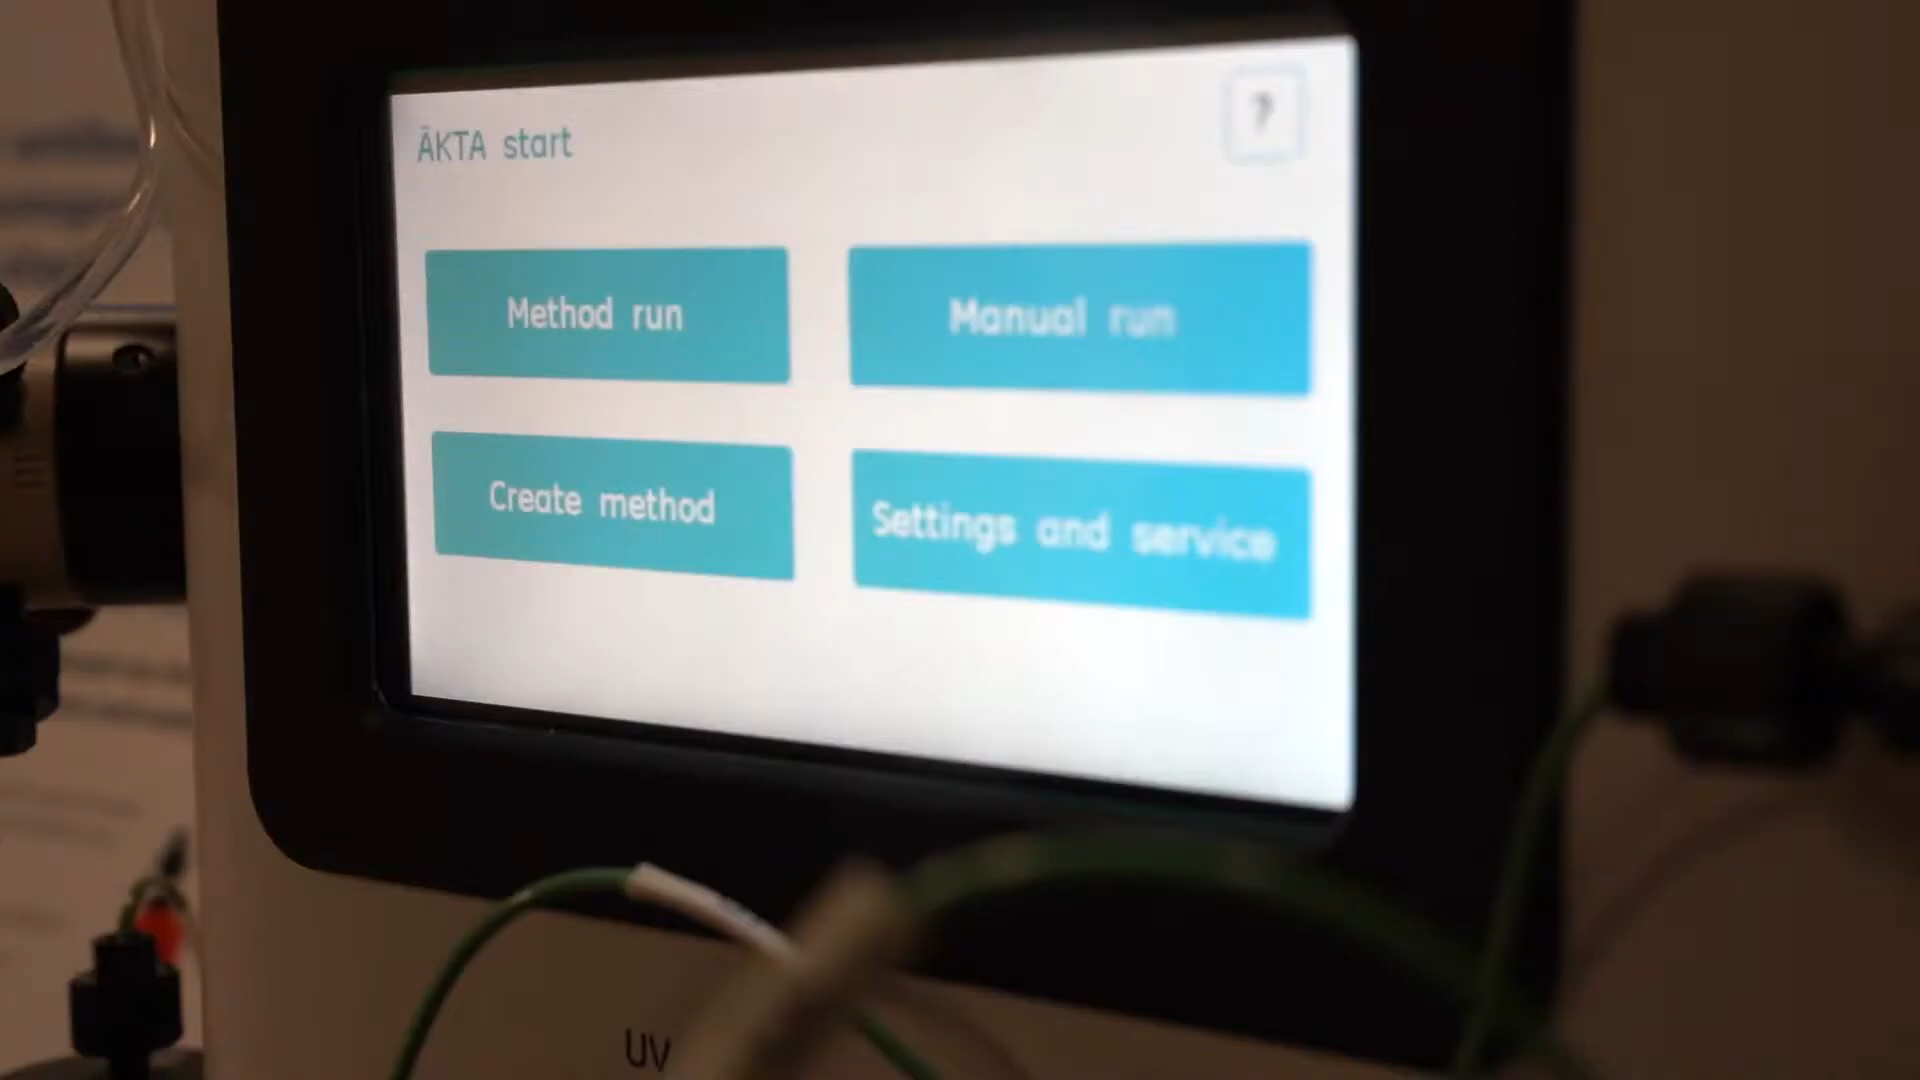 ÄKTA start
?
Method run
Manual run
Create method
Settings and service
UV